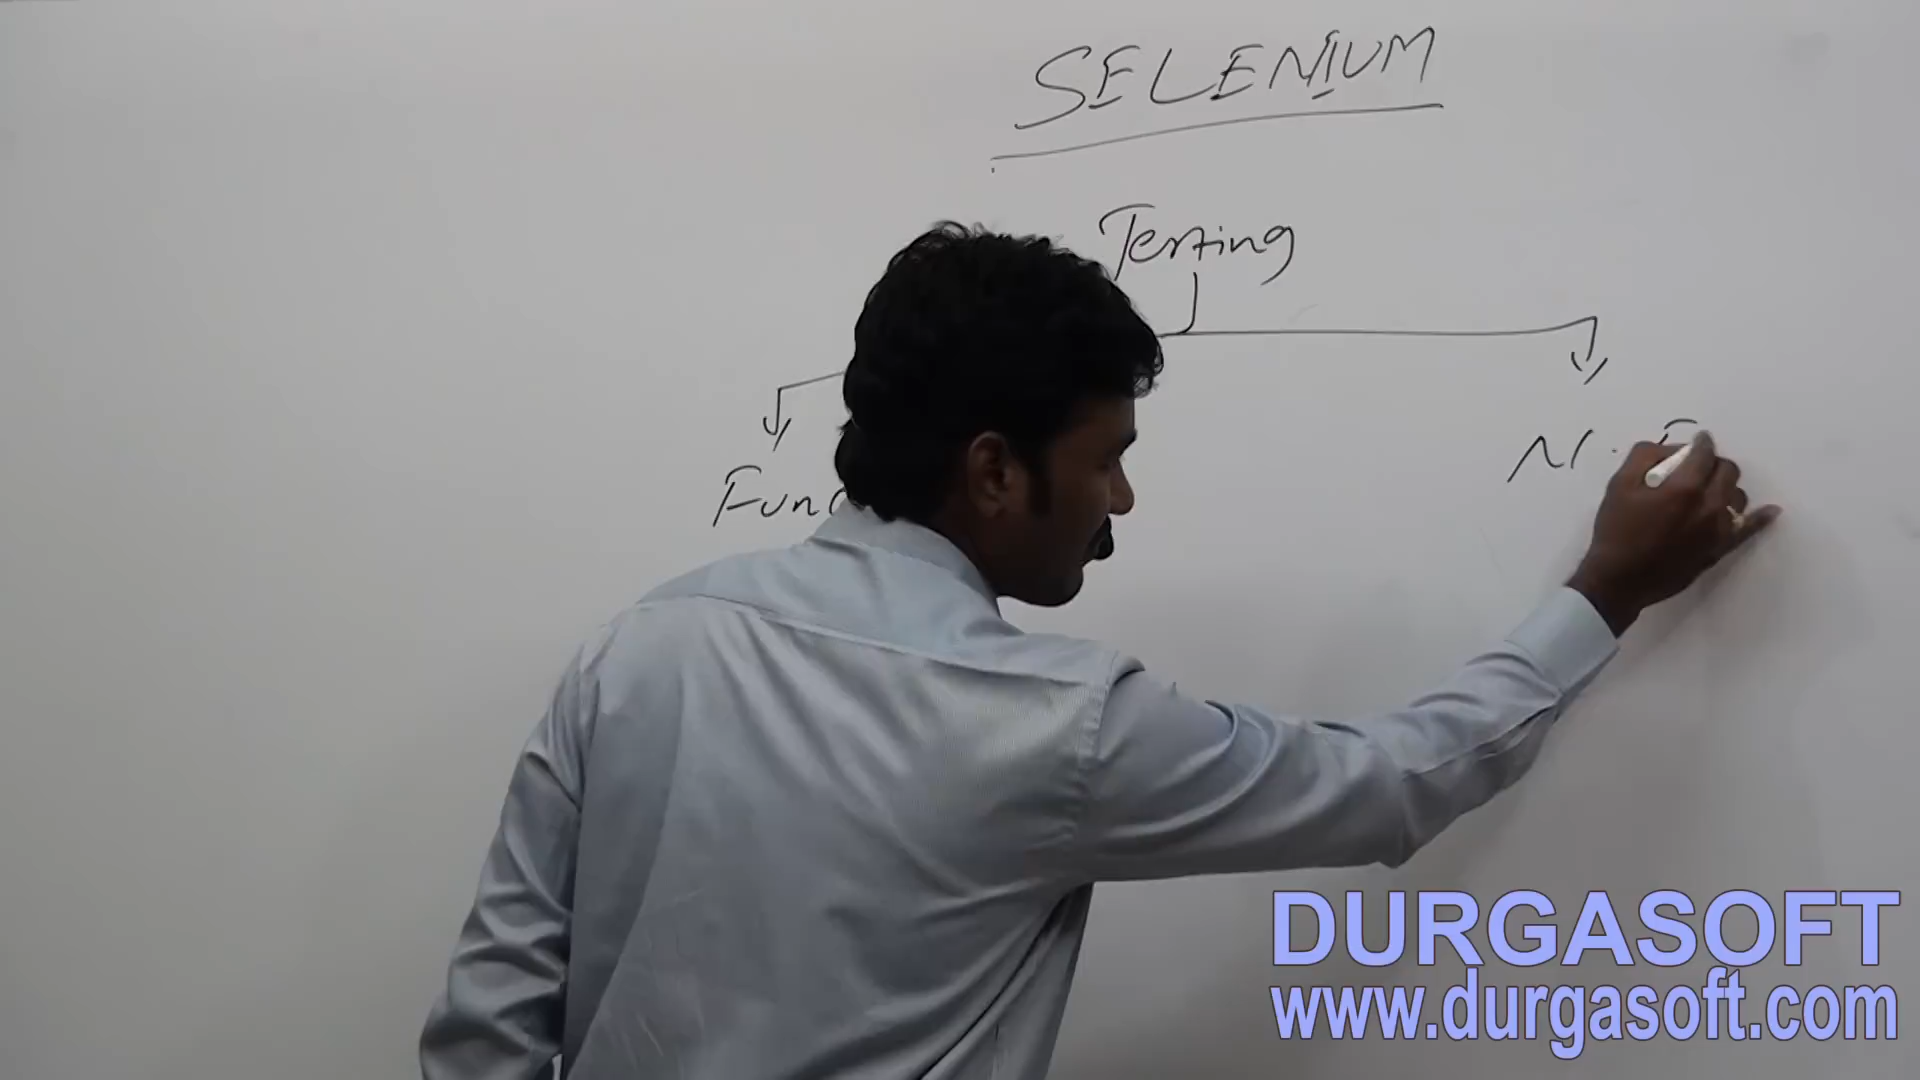 SELENIUM
Testing
Func
N. F
DURGASOFT
www.durgasoft.com